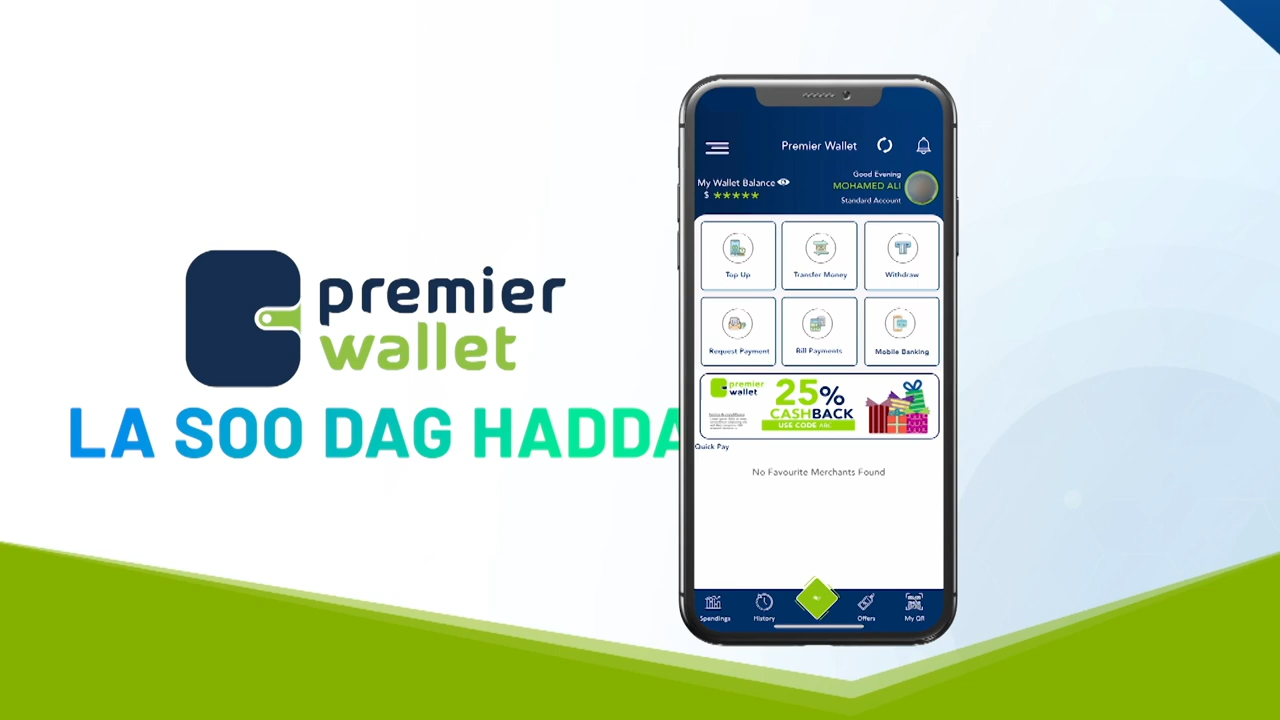 premier
wallet
LA SOO DAG HADDA
Premier Wallet
My Wallet Balance
$ *****
Good Evening
MOHAMED ALI
Standard Account
Top Up
Transfer Money
Withdraw
Request Payment
Bill Payments
Mobile Banking
premier
wallet
25%
CASHBACK
USE CODE ABC
Quick Pay
No Favourite Merchants Found
Spendings
History
Offers
My QR